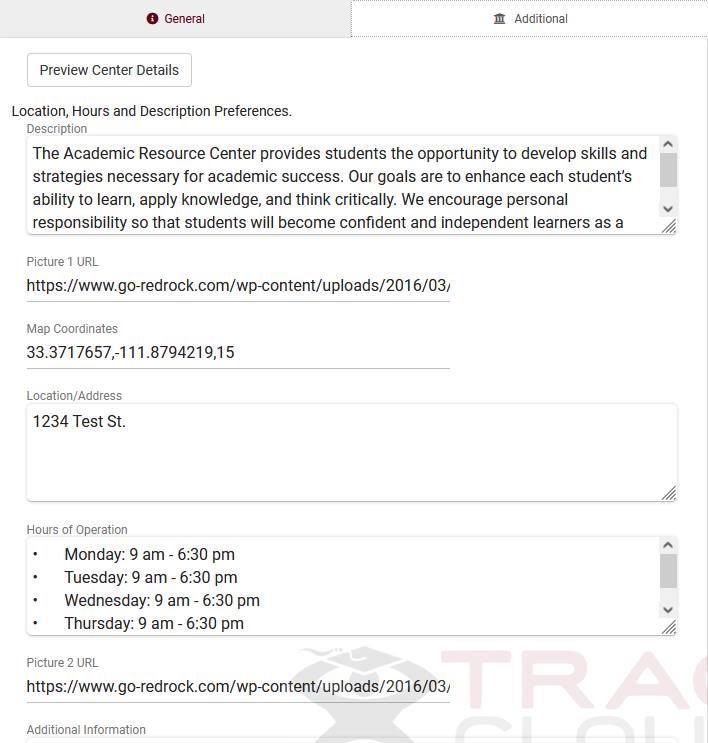 General
Additional
Preview Center Details
Location, Hours and Description Preferences.
Description
The Academic Resource Center provides students the opportunity to develop skills and
strategies necessary for academic success. Our goals are to enhance each student’s
ability to learn, apply knowledge, and think critically. We encourage personal
responsibility so that students will become confident and independent learners as a
Picture 1 URL
https://www.go-redrock.com/wp-content/uploads/2016/03/
Map Coordinates
33.3717657,-111.8794219,15
Location/Address
1234 Test St.
Hours of Operation
• Monday: 9 am - 6:30 pm
• Tuesday: 9 am - 6:30 pm
• Wednesday: 9 am - 6:30 pm
• Thursday: 9 am - 6:30 pm
Picture 2 URL
https://www.go-redrock.com/wp-content/uploads/2016/03/
TRAC
CLOU
Additional Information